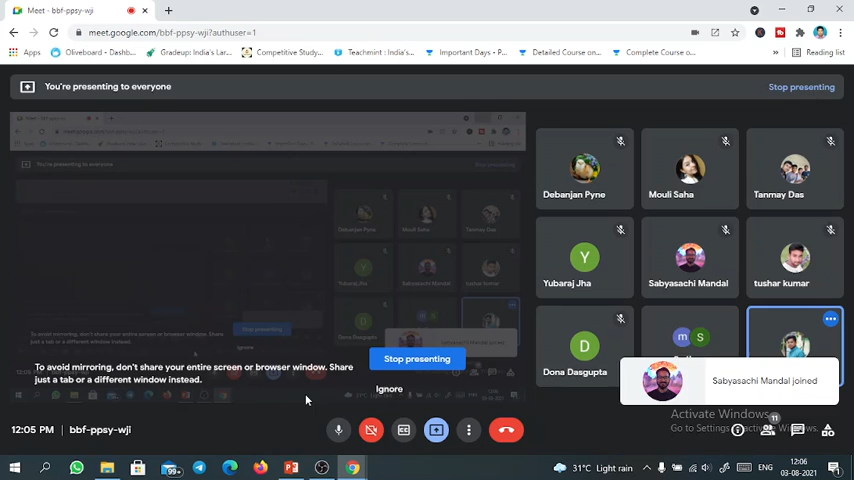 Meet - bbf-ppsy-wji
meet.google.com/bbf-ppsy-wji?authuser=1
Apps
Oliveboard - Dashb...
Gradeup: India's Lar...
Competitive Study...
Teachmint : India's...
Important Days - P...
Detailed Course on...
Complete Course o...
Reading list
You're presenting to everyone
Stop presenting
Debanjan Pyne
Mouli Saha
Tanmay Das
Y
Yubaraj Jha
Sabyasachi Mandal
tushar kumar
D
Dona Dasgupta
m
S
To avoid mirroring, don't share your entire screen or browser window. Share
just a tab or a different window instead.
Stop presenting
Ignore
Sabyasachi Mandal joined
Activate Windows
Go to Settings
12:05 PM
bbf-ppsy-wji
11
99+
31°C Light rain
ENG
12:06
03-08-2021